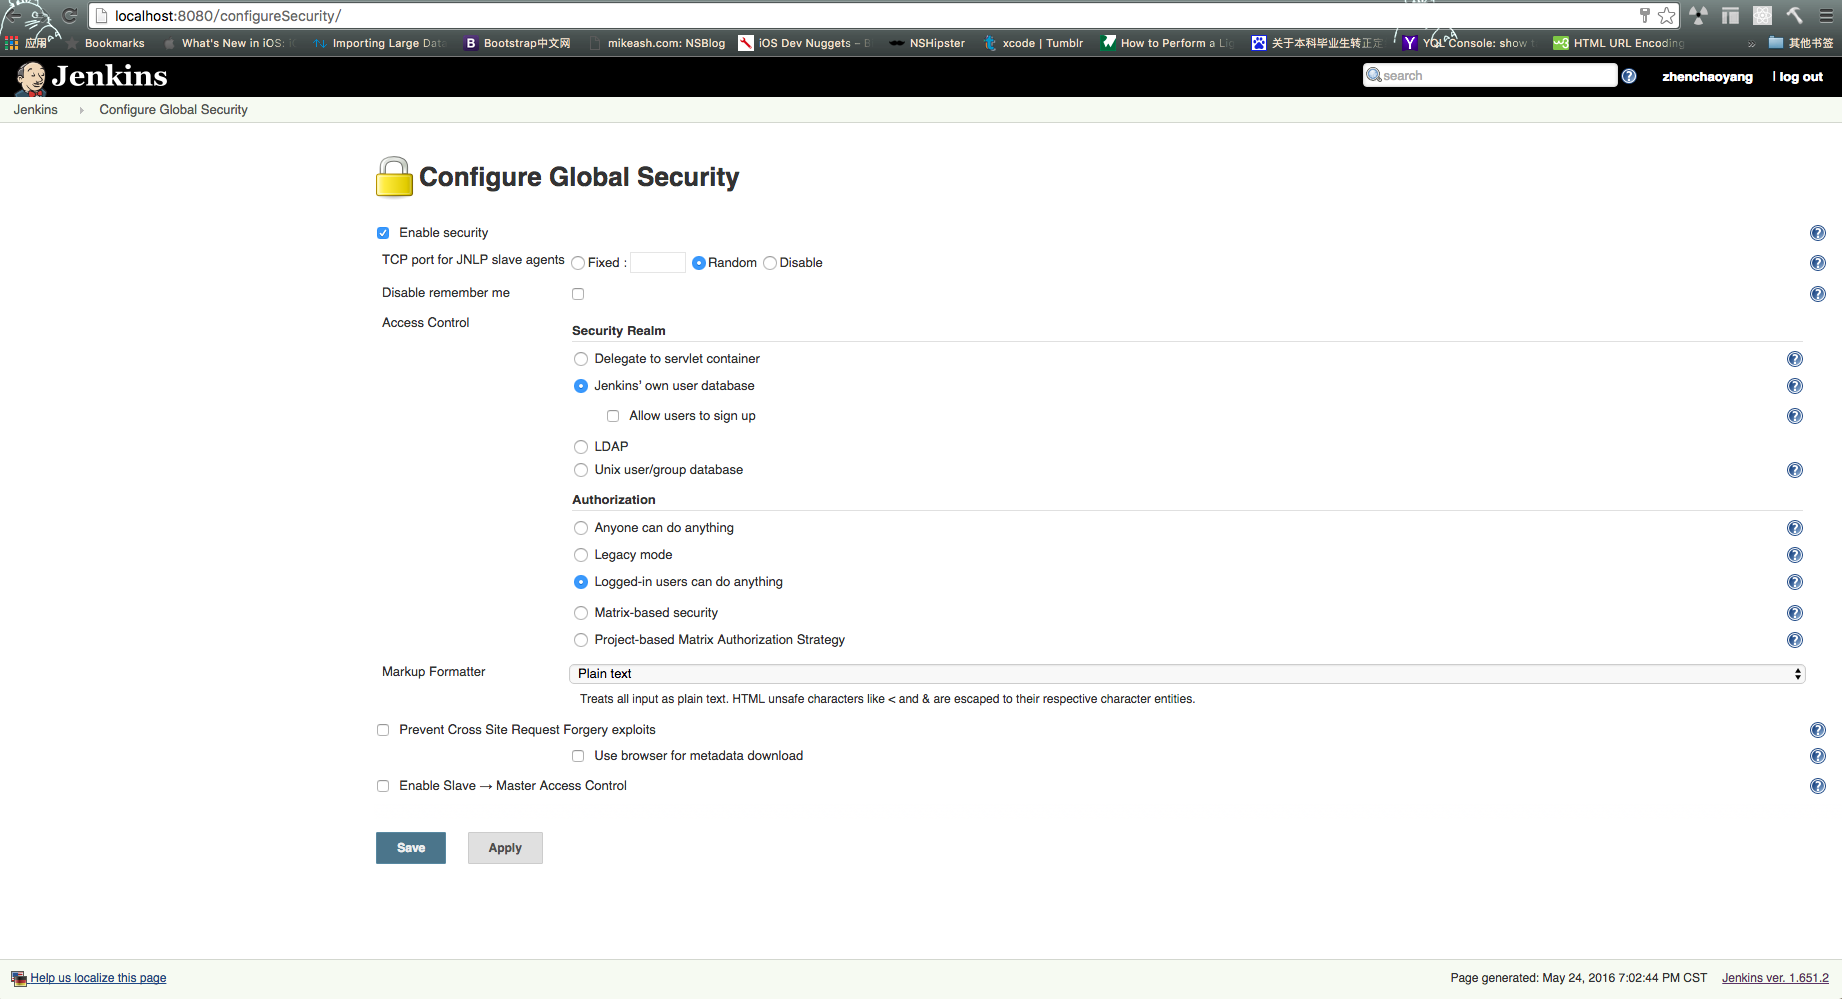 localhost:8080/configureSecurity/
应用 Bookmarks What's New in iOS: Importing Large Data Bootstrap中文网 mikeash.com: NSBlog iOS Dev Nuggets – NSHipster xcode | Tumblr How to Perform a Lig 关于本科毕业生转正定 YQL Console: show HTML URL Encoding » 其他书签
Jenkins search zhenchaoyang | log out
Jenkins Configure Global Security
Configure Global Security
Enable security
TCP port for JNLP slave agents Fixed : Random Disable
Disable remember me
Access Control
Security Realm
Delegate to servlet container
Jenkins' own user database
Allow users to sign up
LDAP
Unix user/group database
Authorization
Anyone can do anything
Legacy mode
Logged-in users can do anything
Matrix-based security
Project-based Matrix Authorization Strategy
Markup Formatter Plain text
Treats all input as plain text. HTML unsafe characters like < and & are escaped to their respective character entities.
Prevent Cross Site Request Forgery exploits
Use browser for metadata download
Enable Slave → Master Access Control
Save Apply
Help us localize this page Page generated: May 24, 2016 7:02:44 PM CST Jenkins ver. 1.651.2